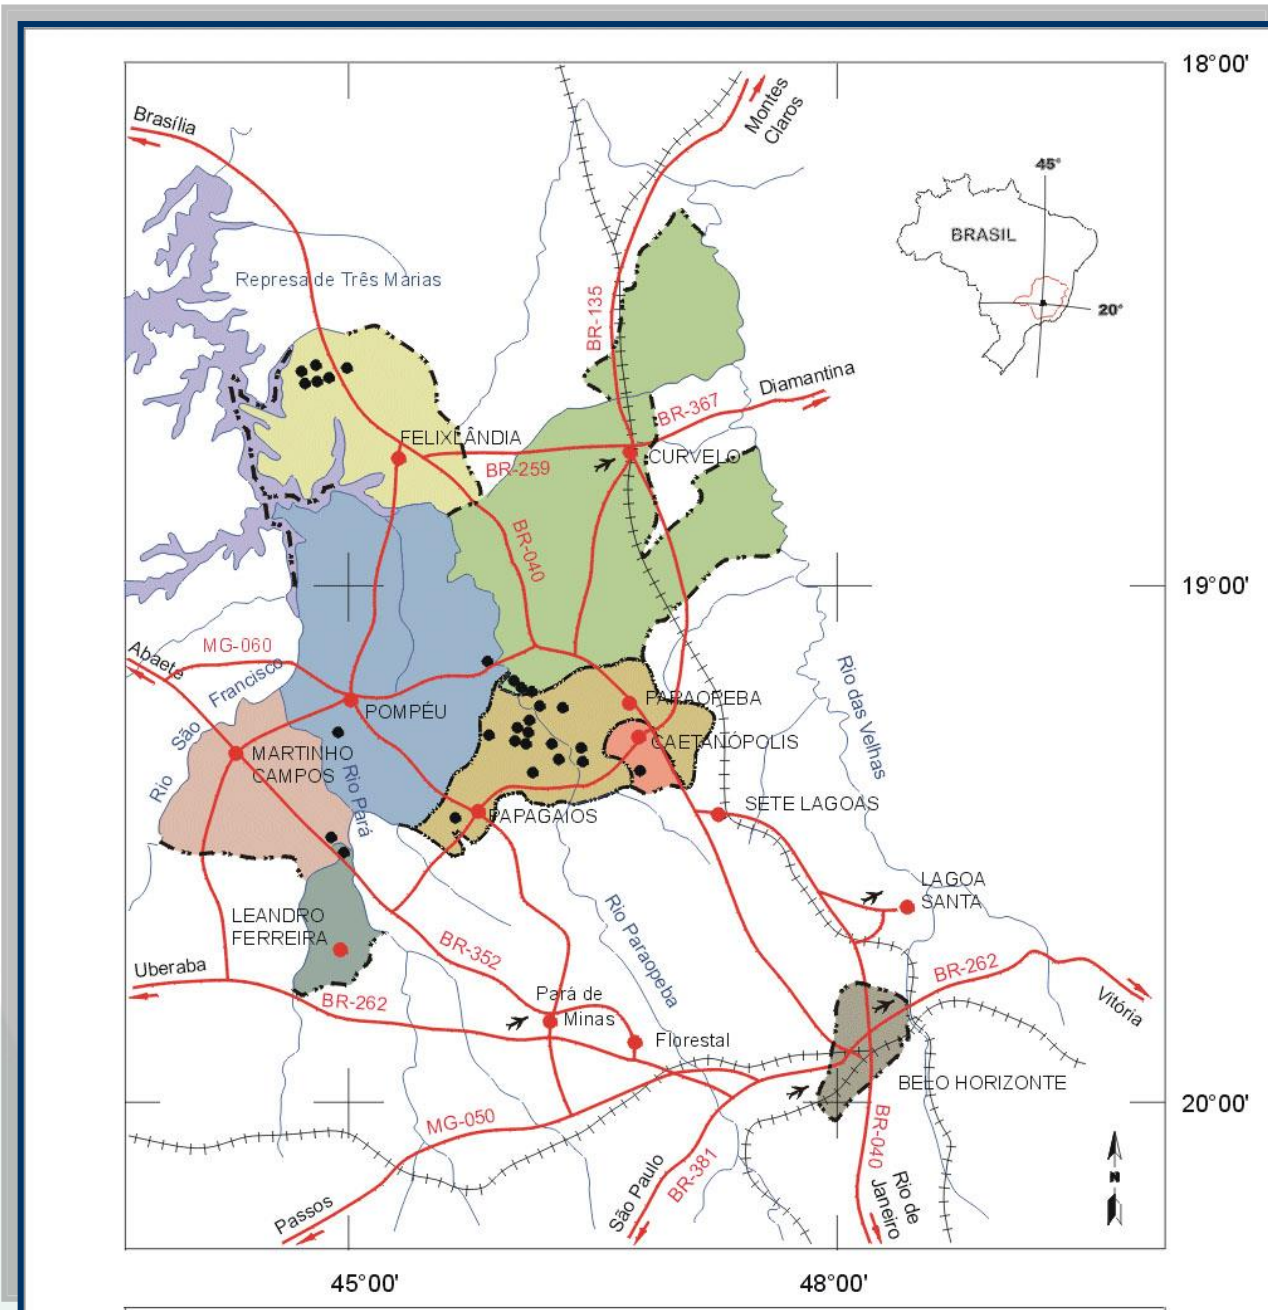 18°00'
Brasília
Montes
Claros
45°
BRASIL
20°
Represa de Três Marias
BR-135
Diamantina
BR-367
FELIXLÂNDIA
CURVELO
BR-259
BR-040
19°00'
MG-060
Abaete
Rio São Francisco
Rio das Velhas
PARAOPEBA
POMPÉU
CAETANÓPOLIS
MARTINHO
CAMPOS
Rio Pará
SETE LAGOAS
PAPAGAIOS
LAGOA
SANTA
LEANDRO
FERREIRA
Rio Paraopeba
BR-352
Uberaba
BR-262
BR-262
Vitória
Pará de
Minas
Florestal
BELO HORIZONTE
20°00'
MG-050
BR-040
BR-381
São Paulo
Rio de
Janeiro
N
Passos
45°00'
48°00'